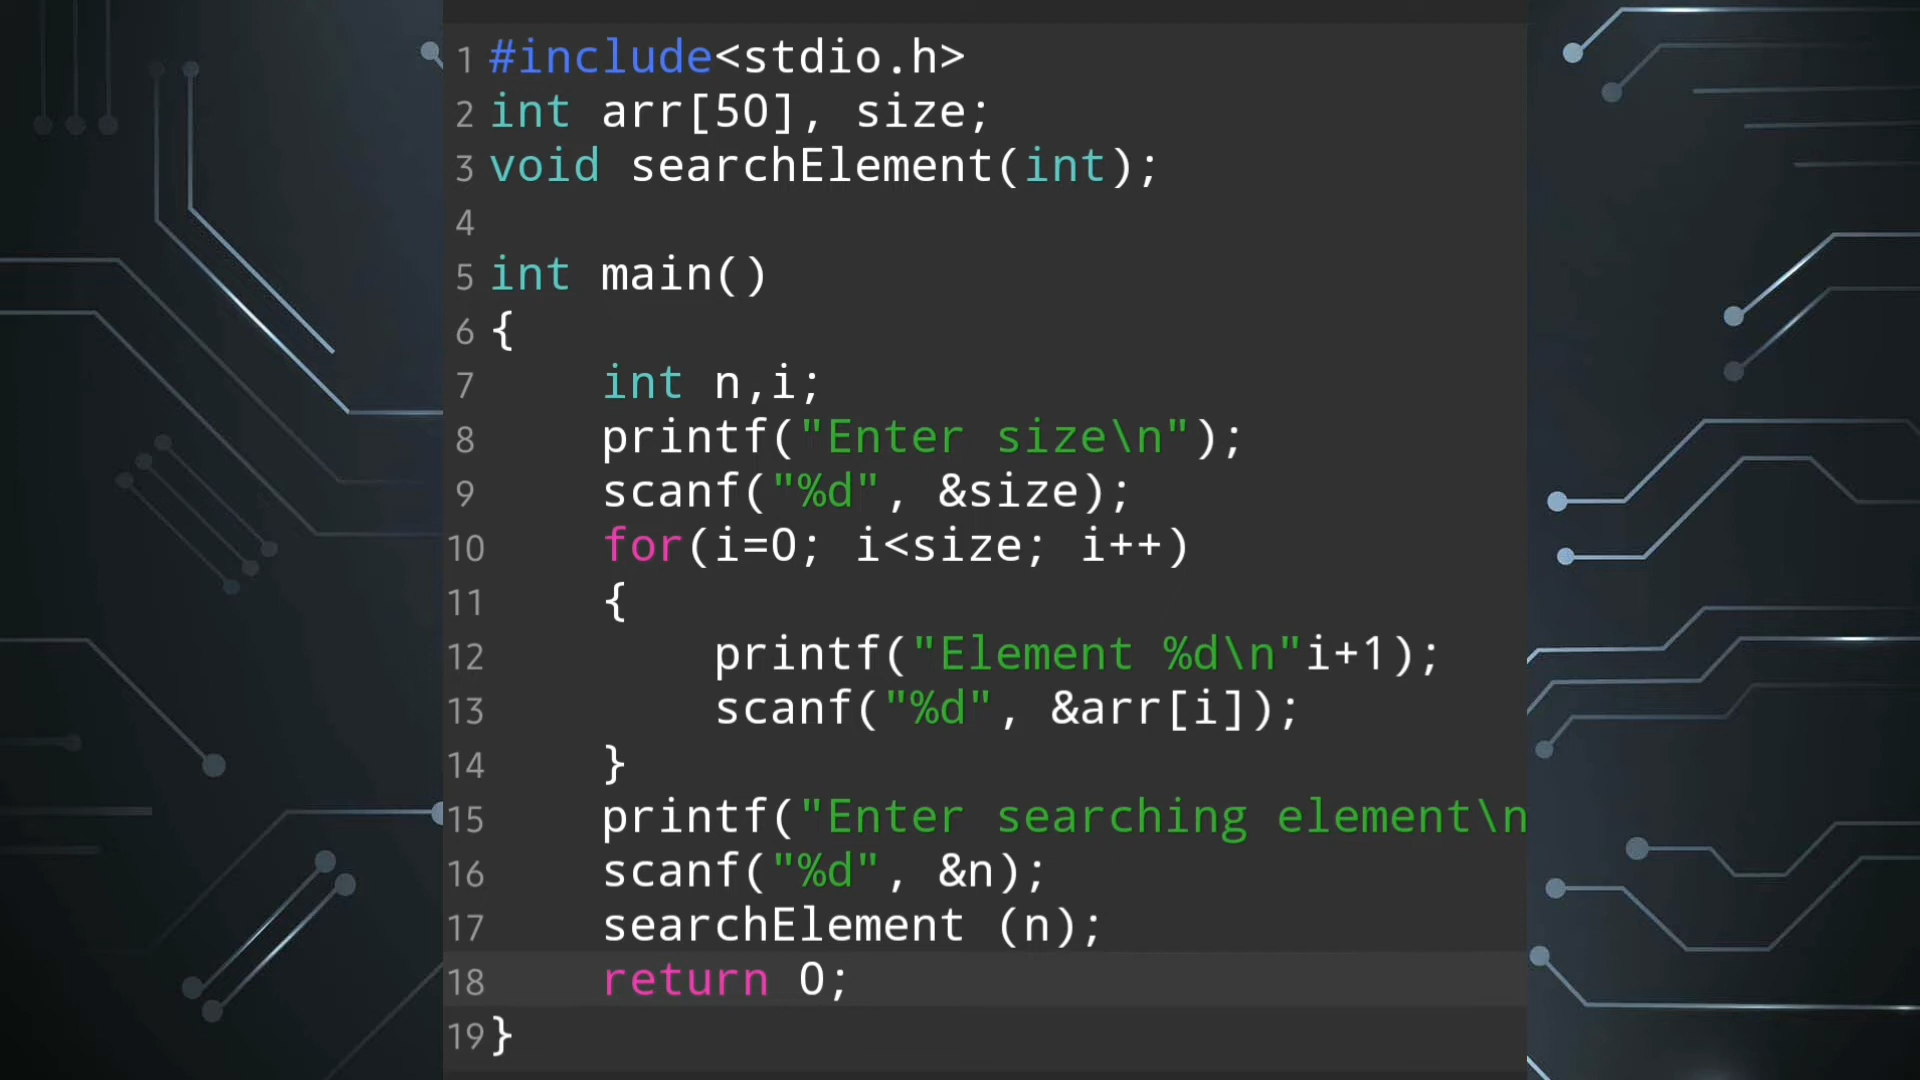 1 #include<stdio.h>
2 int arr[50], size;
3 void searchElement(int);
4
5 int main()
6 {
7     int n,i;
8     printf("Enter size\n");
9     scanf("%d", &size);
10     for(i=0; i<size; i++)
11     {
12         printf("Element %d\n"i+1);
13         scanf("%d", &arr[i]);
14     }
15     printf("Enter searching element\n
16     scanf("%d", &n);
17     searchElement (n);
18     return 0;
19 }